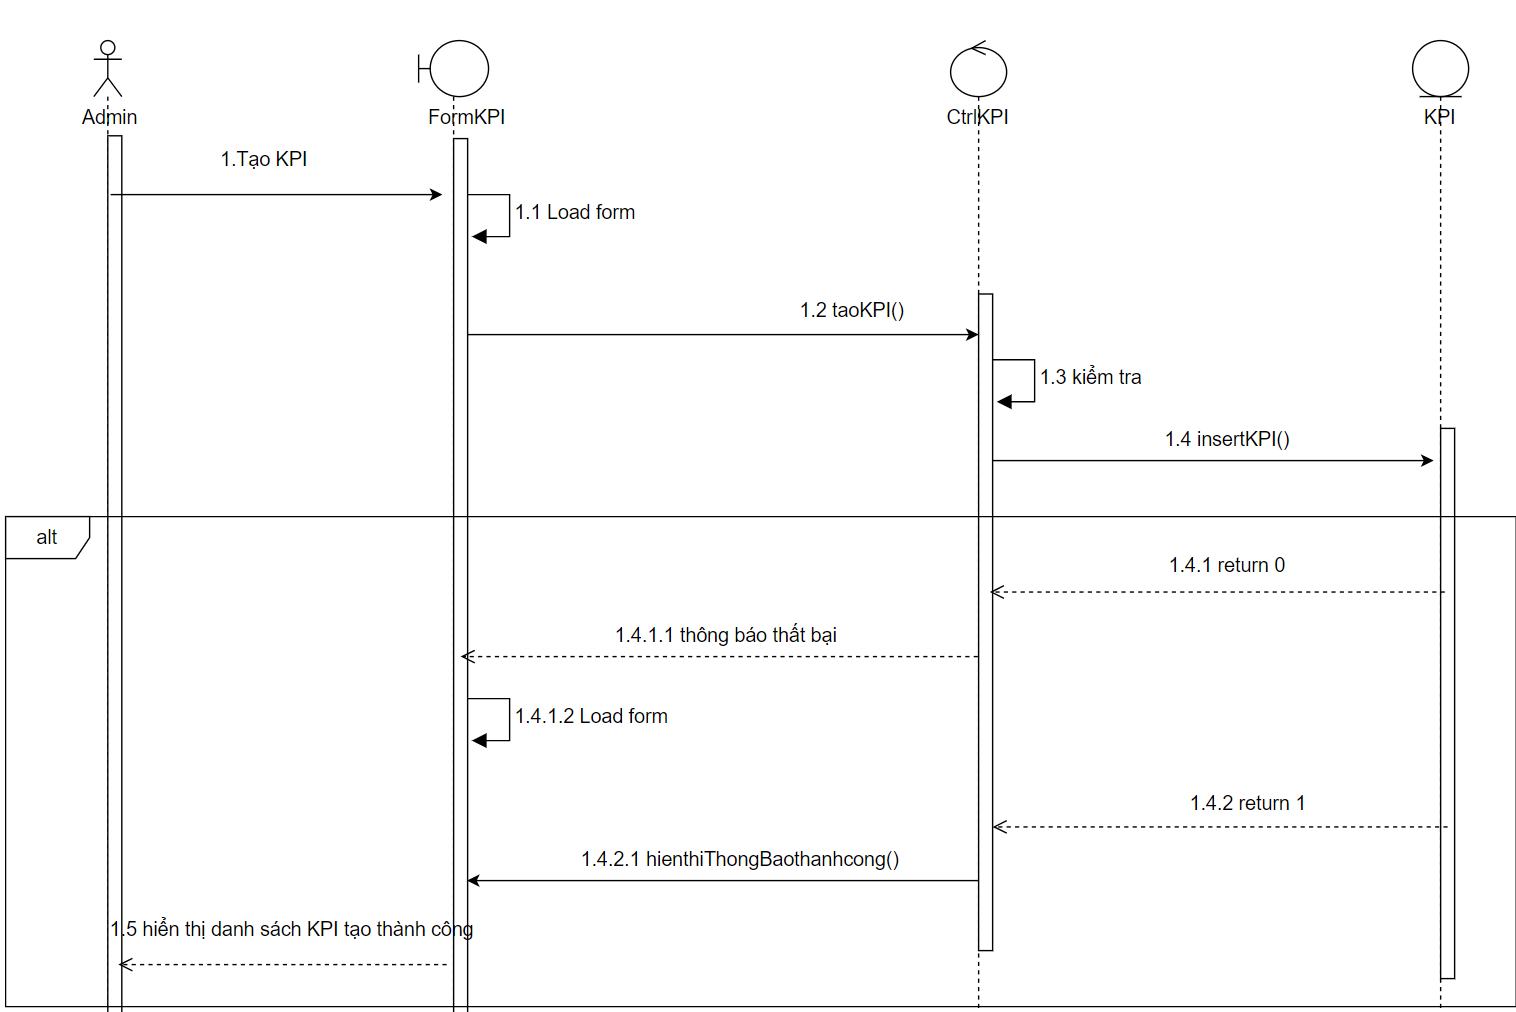 Admin
FormKPI
CtrlKPI
KPI
1.Tạo KPI
1.1 Load form
1.2 taoKPI()
1.3 kiểm tra
1.4 insertKPI()
alt
1.4.1 return 0
1.4.1.1 thông báo thất bại
1.4.1.2 Load form
1.4.2 return 1
1.4.2.1 hienthiThongBaothanhcong()
1.5 hiển thị danh sách KPI tạo thành công